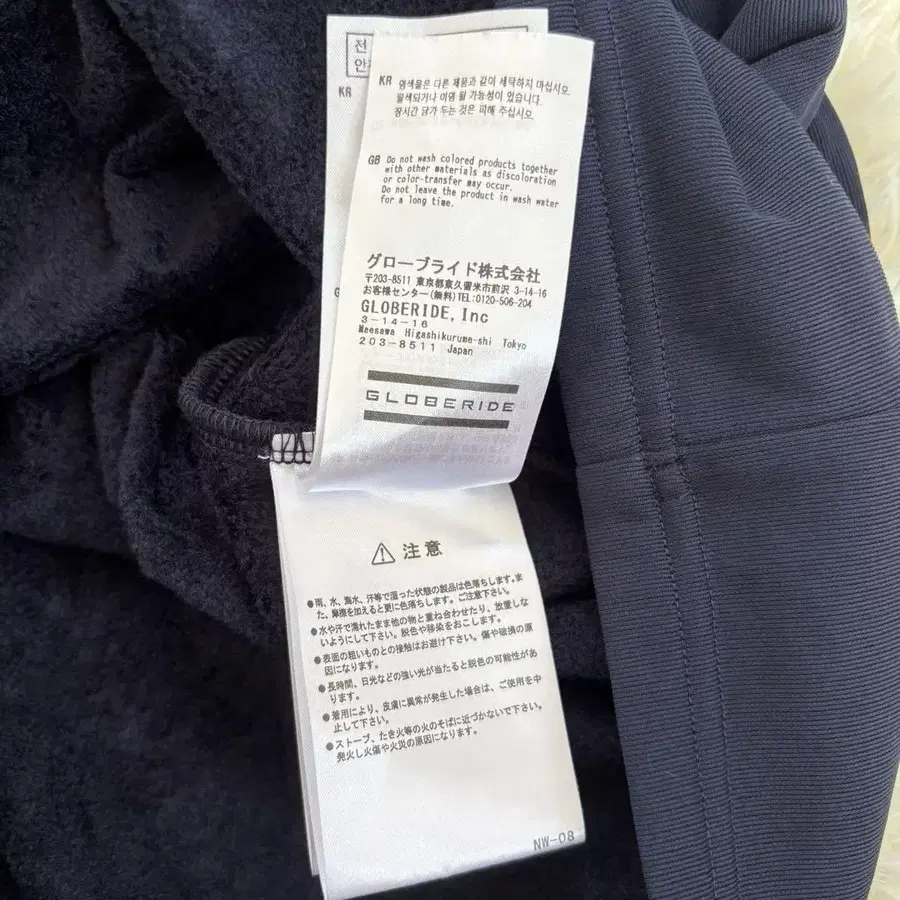 전
안
KR
KR 염색물은 다른 제품과 같이 세탁하지 마십시오.
탈색되거나 이염 될 가능성이 있습니다.
장시간 담가 두는 것은 피해 주십시오.
GB Do not wash colored products together
with other materials as discoloration
or color-transfer may occur.
Do not leave the product in wash water
for a long time.
グローブライド株式会社
〒203-8511 東京都東久留米市前沢 3-14-16
お客様センター(無料)TEL:0120-506-204
GLOBERIDE, Inc
3-14-16
Maesawa Higashikurume-shi Tokyo
203-8511 Japan
GLOBERIDE
⚠ 注意
●雨、水、海水、汗等で湿った状態の製品は色落ちします。ま
た、摩擦を加えると更に色落ちします。ご注意下さい。
●水や汗で濡れたまま他の物と重ね合わせたり、放置しな
いようにして下さい。脱色や移染をおこします。
●表面の粗いものとの接触はお避け下さい。傷や破損の原
因になります。
●長時間、日光などの強い光が当たると脱色の可能性があ
ります。
●着用により、皮膚に異常が発生した場合は、ご使用を中
止して下さい。
●ストーブ、たき火等の火のそばに近づかないで下さい。
発火し火傷や火災の原因になります。
NW-08